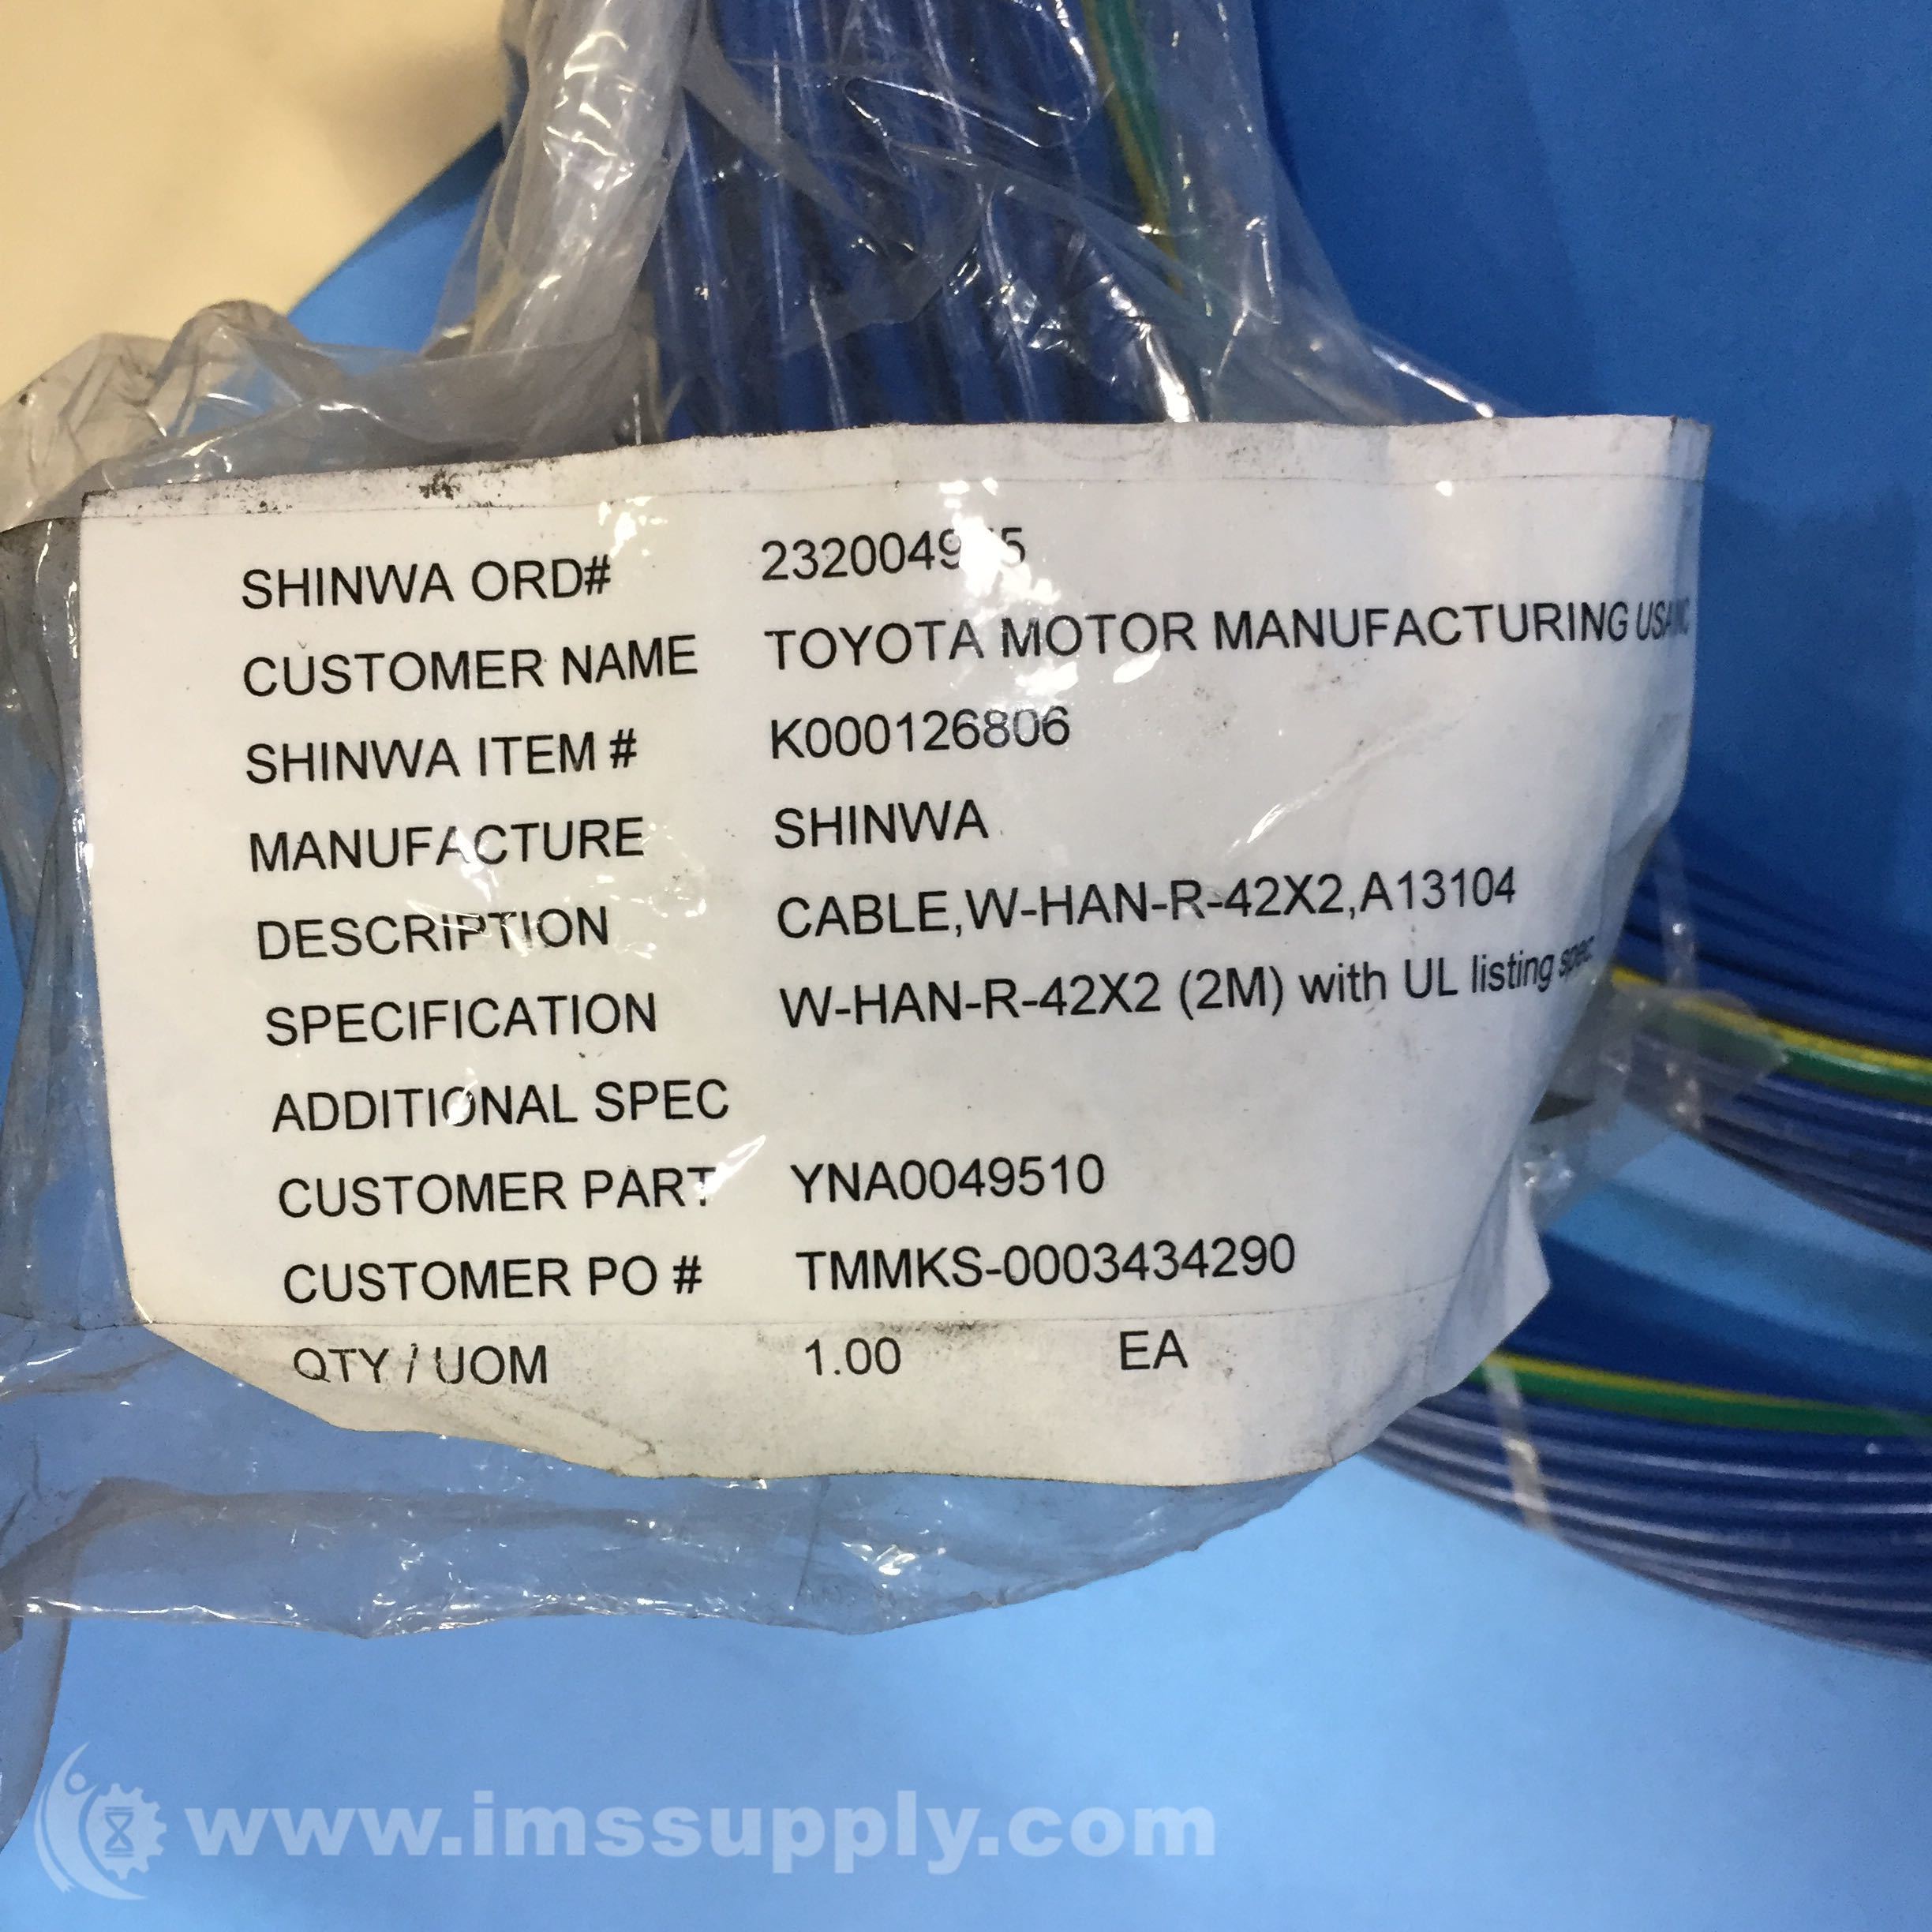 SHINWA ORD#
CUSTOMER NAME TOYOTA MOTOR MANUFACTURING
SHINWA ITEM # K000126806
MANUFACTURE SHINWA
DESCRIPTION CABLE,W-HAN-R-42X2,A13104
SPECIFICATION W-HAN-R-42X2 (2M) with UL listing spec.
ADDITIONAL SPEC
CUSTOMER PART YNA0049510
CUSTOMER PO # TMMKS-0003434290
QTY / UOM 1.00 EA
www.imssupply.com